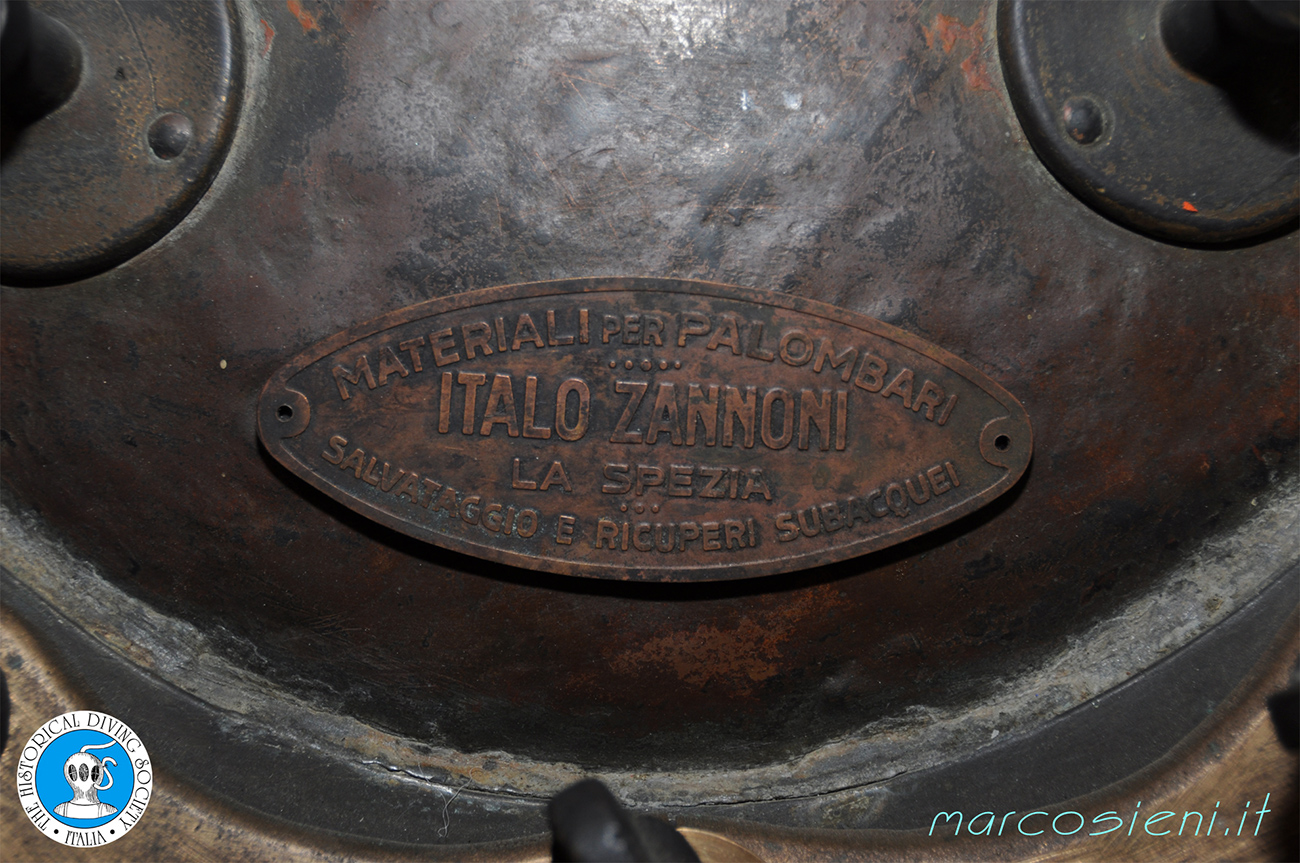 MATERIALI PER PALOMBARI
ITALO ZANNONI
LA SPEZIA
SALVATAGGIO E RICUPERI SUBACQUEI
THE HISTORICAL DIVING SOCIETY
• ITALIA •
marcosieni.it